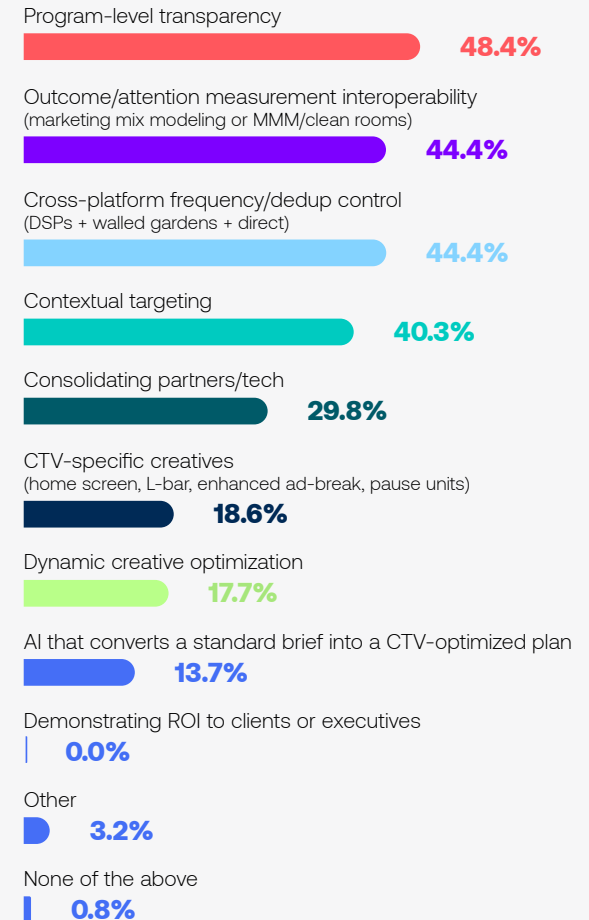 Program-level transparency
48.4%
Outcome/attention measurement interoperability
(marketing mix modeling or MMM/clean rooms)
44.4%
Cross-platform frequency/dedup control
(DSPs + walled gardens + direct)
44.4%
Contextual targeting
40.3%
Consolidating partners/tech
29.8%
CTV-specific creatives
(home screen, L-bar, enhanced ad-break, pause units)
18.6%
Dynamic creative optimization
17.7%
AI that converts a standard brief into a CTV-optimized plan
13.7%
Demonstrating ROI to clients or executives
0.0%
Other
3.2%
None of the above
0.8%